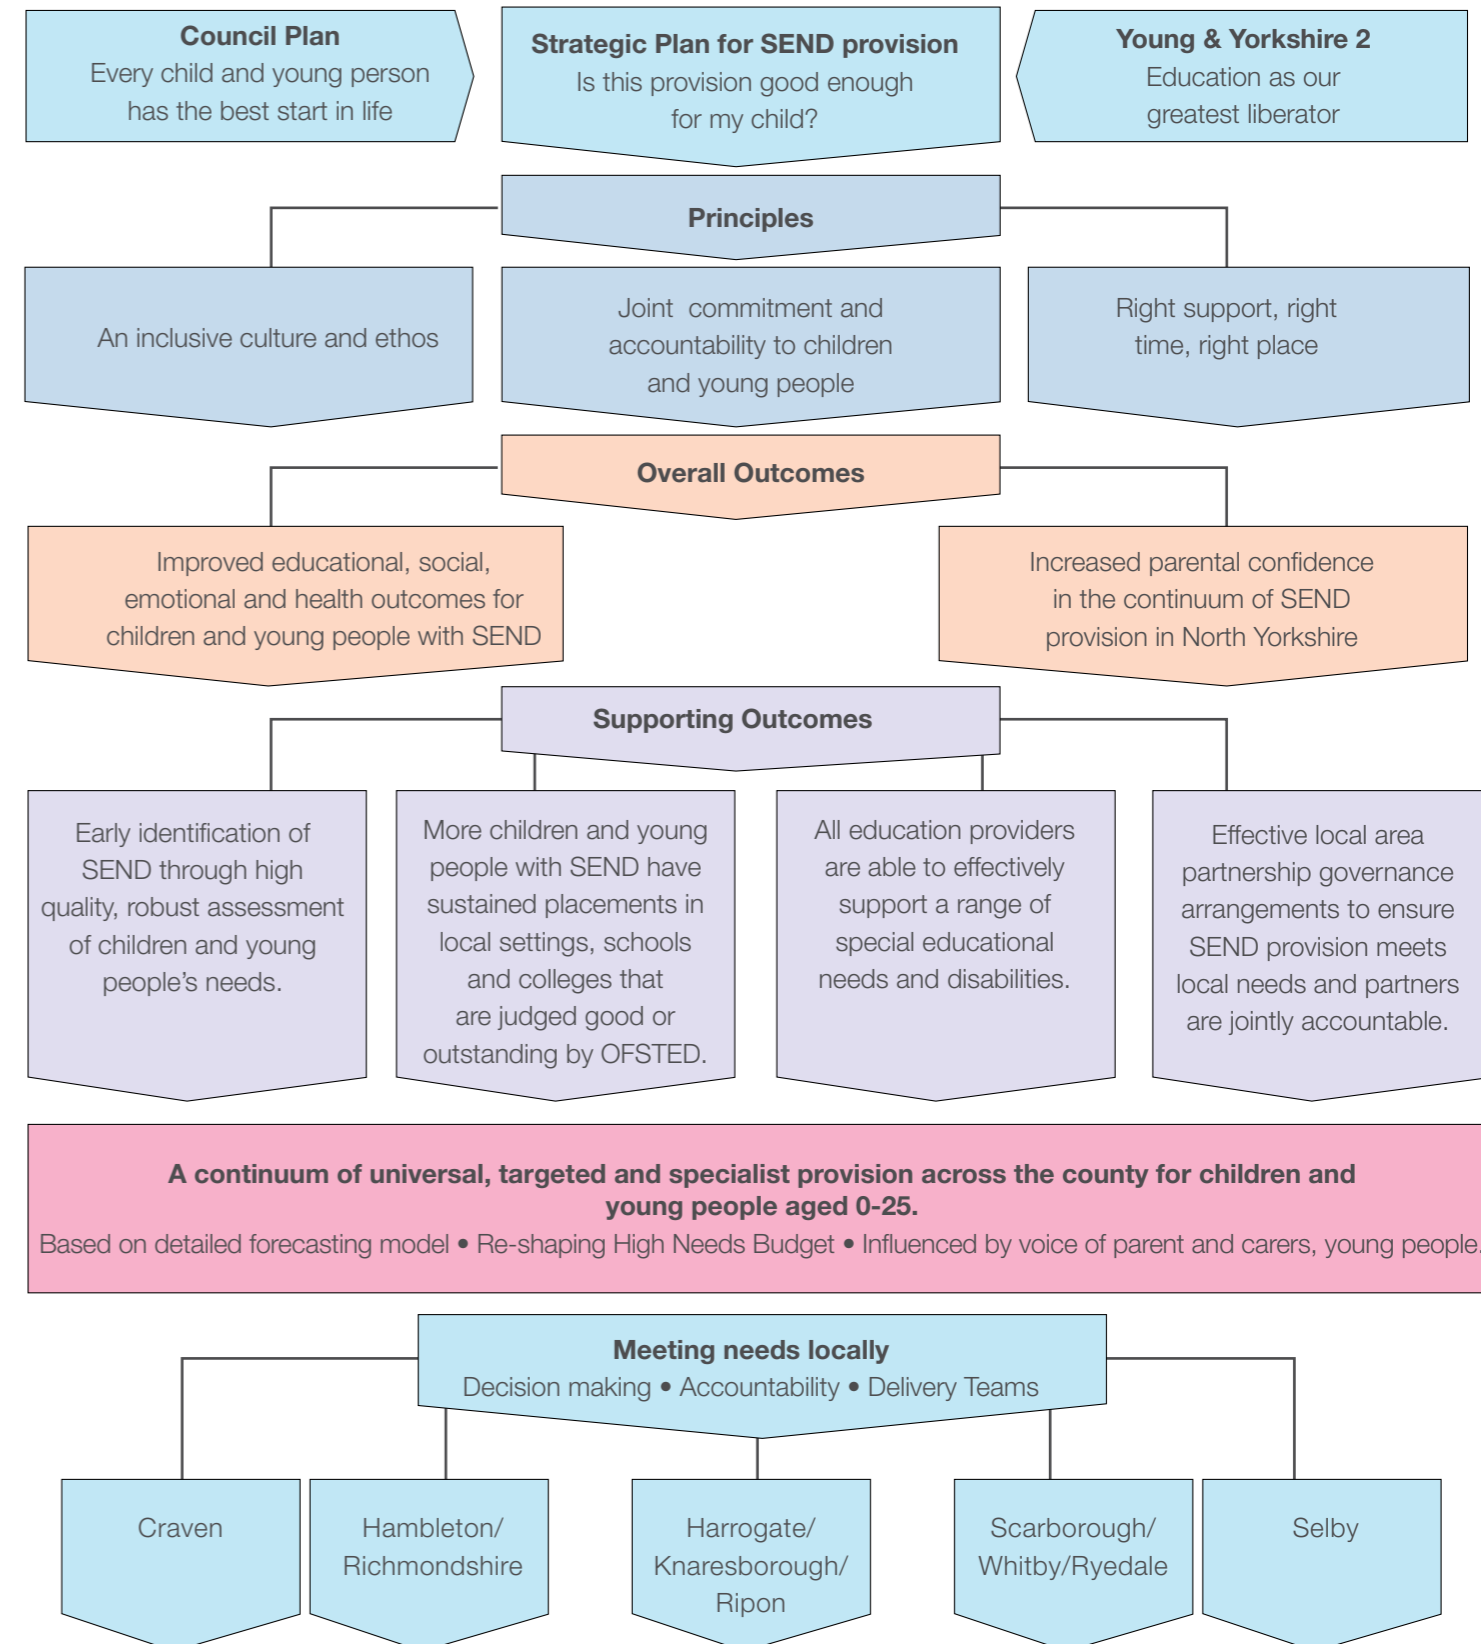 Council Plan
Every child and young person
has the best start in life
Strategic Plan for SEND provision
Is this provision good enough
for my child?
Young & Yorkshire 2
Education as our
greatest liberator
Principles
An inclusive culture and ethos
Joint commitment and
accountability to children
and young people
Right support, right
time, right place
Overall Outcomes
Improved educational, social,
emotional and health outcomes for
children and young people with SEND
Increased parental confidence
in the continuum of SEND
provision in North Yorkshire
Supporting Outcomes
Early identification of
SEND through high
quality, robust assessment
of children and young
people’s needs.
More children and young
people with SEND have
sustained placements in
local settings, schools
and colleges that
are judged good or
outstanding by OFSTED.
All education providers
are able to effectively
support a range of
special educational
needs and disabilities.
Effective local area
partnership governance
arrangements to ensure
SEND provision meets
local needs and partners
are jointly accountable.
A continuum of universal, targeted and specialist provision across the county for children and
young people aged 0-25.
Based on detailed forecasting model • Re-shaping High Needs Budget • Influenced by voice of parent and carers, young people.
Meeting needs locally
Decision making • Accountability • Delivery Teams
Craven
Hambleton/
Richmondshire
Harrogate/
Knaresborough/
Ripon
Scarborough/
Whitby/Ryedale
Selby